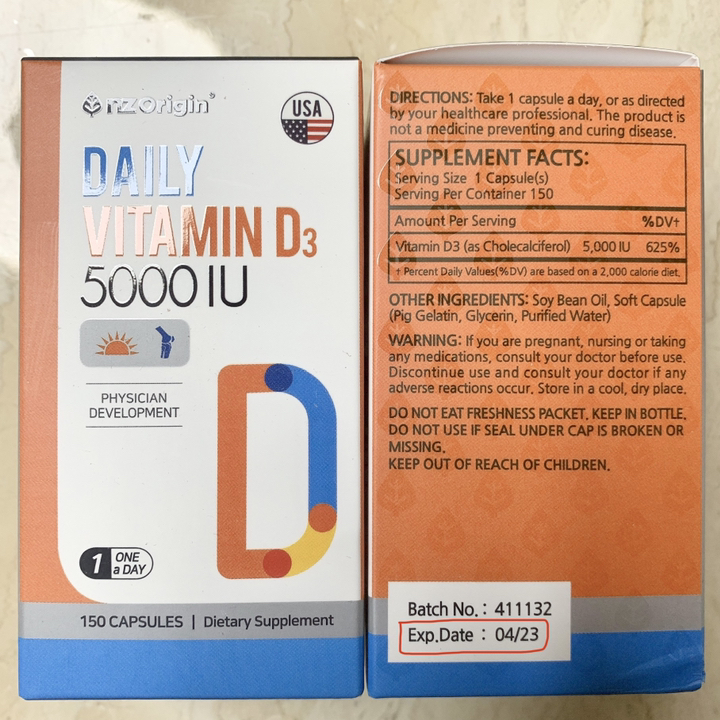 nzOrigin
USA
DAILY
VITAMIN D3
5000 IU
PHYSICIAN
DEVELOPMENT
1 ONE
a DAY
150 CAPSULES | Dietary Supplement
DIRECTIONS: Take 1 capsule a day, or as directed
by your healthcare professional. The product is
not a medicine preventing and curing disease.
SUPPLEMENT FACTS:
Serving Size 1 Capsule(s)
Serving Per Container 150
Amount Per Serving %DV†
Vitamin D3 (as Cholecalciferol) 5,000 IU 625%
† Percent Daily Values(%DV) are based on a 2,000 calorie diet.
OTHER INGREDIENTS: Soy Bean Oil, Soft Capsule
(Pig Gelatin, Glycerin, Purified Water)
WARNING: If you are pregnant, nursing or taking
any medications, consult your doctor before use.
Discontinue use and consult your doctor if any
adverse reactions occur. Store in a cool, dry place.
DO NOT EAT FRESHNESS PACKET. KEEP IN BOTTLE.
DO NOT USE IF SEAL UNDER CAP IS BROKEN OR
MISSING.
KEEP OUT OF REACH OF CHILDREN.
Batch No. : 411132
Exp.Date : 04/23